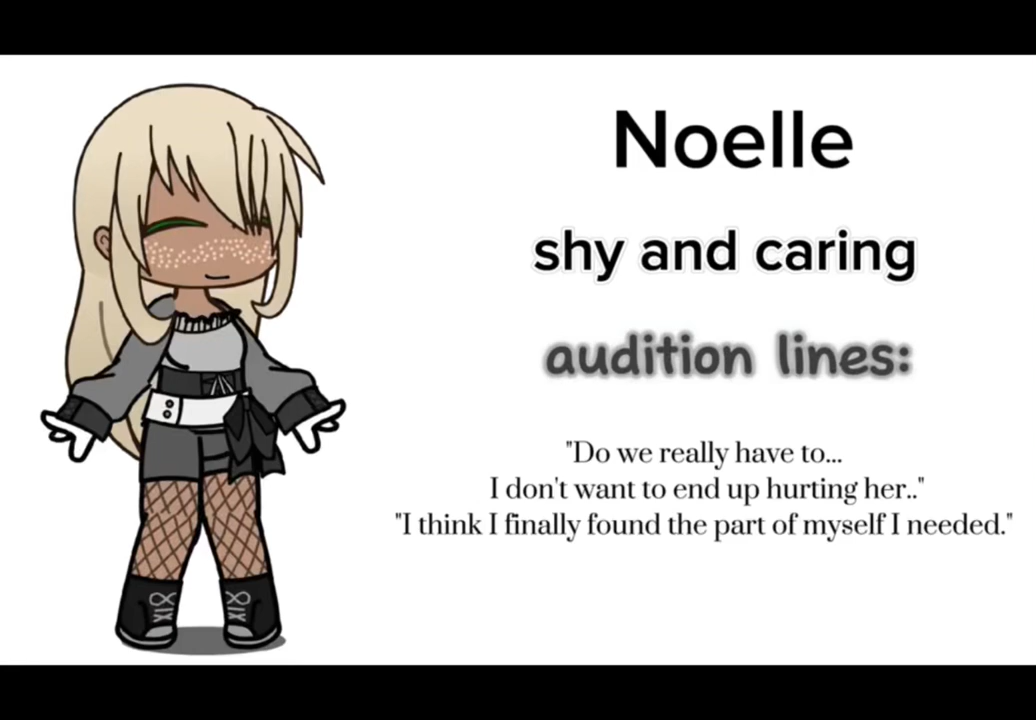 Noelle
shy and caring
audition lines:
"Do we really have to...
I don't want to end up hurting her.."
"I think I finally found the part of myself I needed."